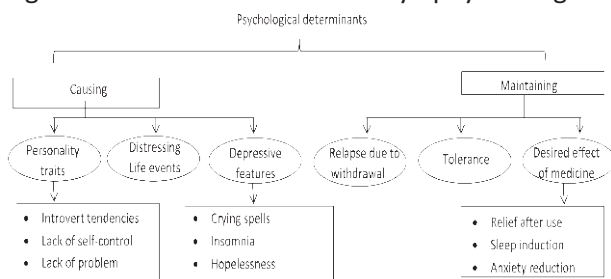 Psychological determinants
Causing
Maintaining
Personality
traits
Distressing
Life events
Depressive
features
Relapse due to
withdrawal
Tolerance
Desired effect
of medicine
• Introvert tendencies
• Lack of self-control
• Lack of problem
• Crying spells
• Insomnia
• Hopelessness
• Relief after use
• Sleep induction
• Anxiety reduction